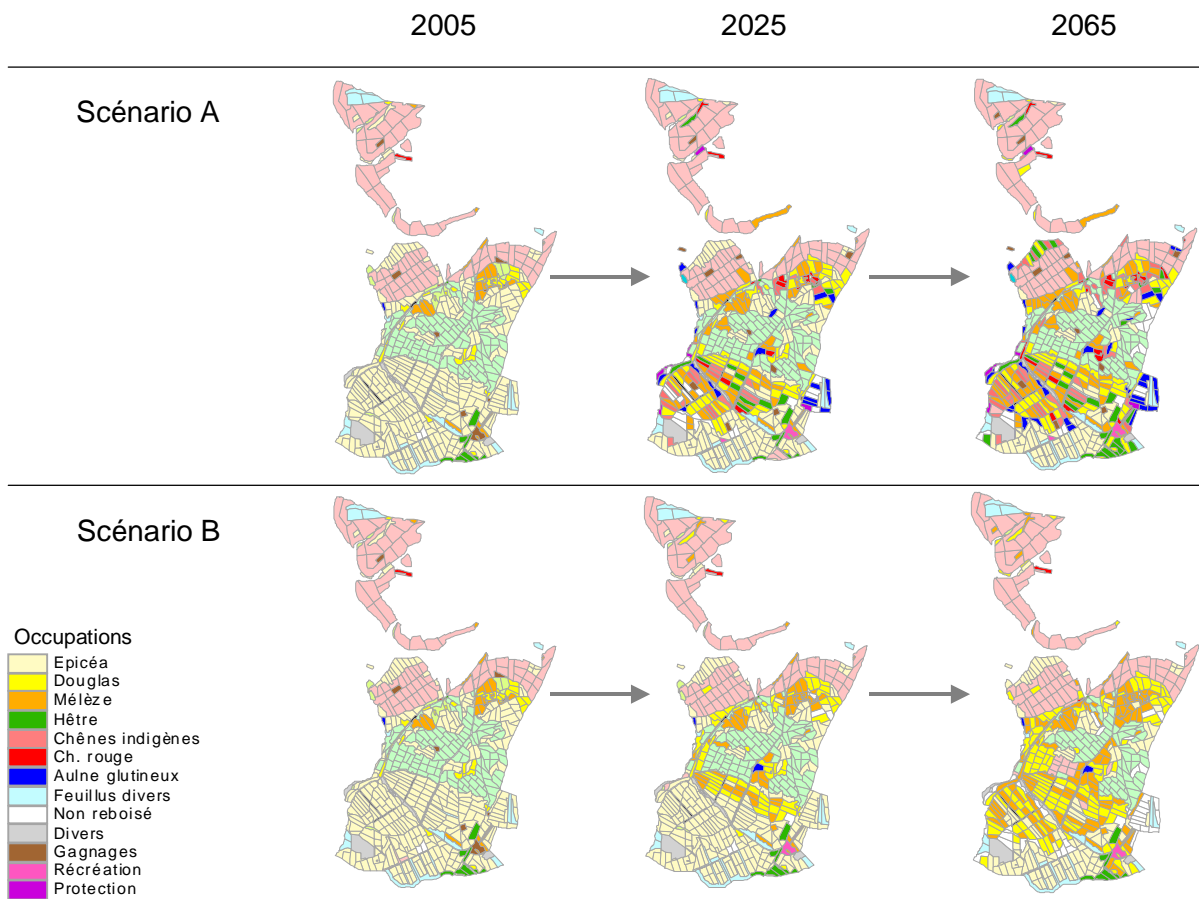 2005 2025 2065
Scénario A
Scénario B
Occupations
Epicéa
Douglas
Mélèze
Hêtre
Chênes indigènes
Ch. rouge
Aulne glutineux
Feuillus divers
Non reboisé
Divers
Gagnages
Récréation
Protection